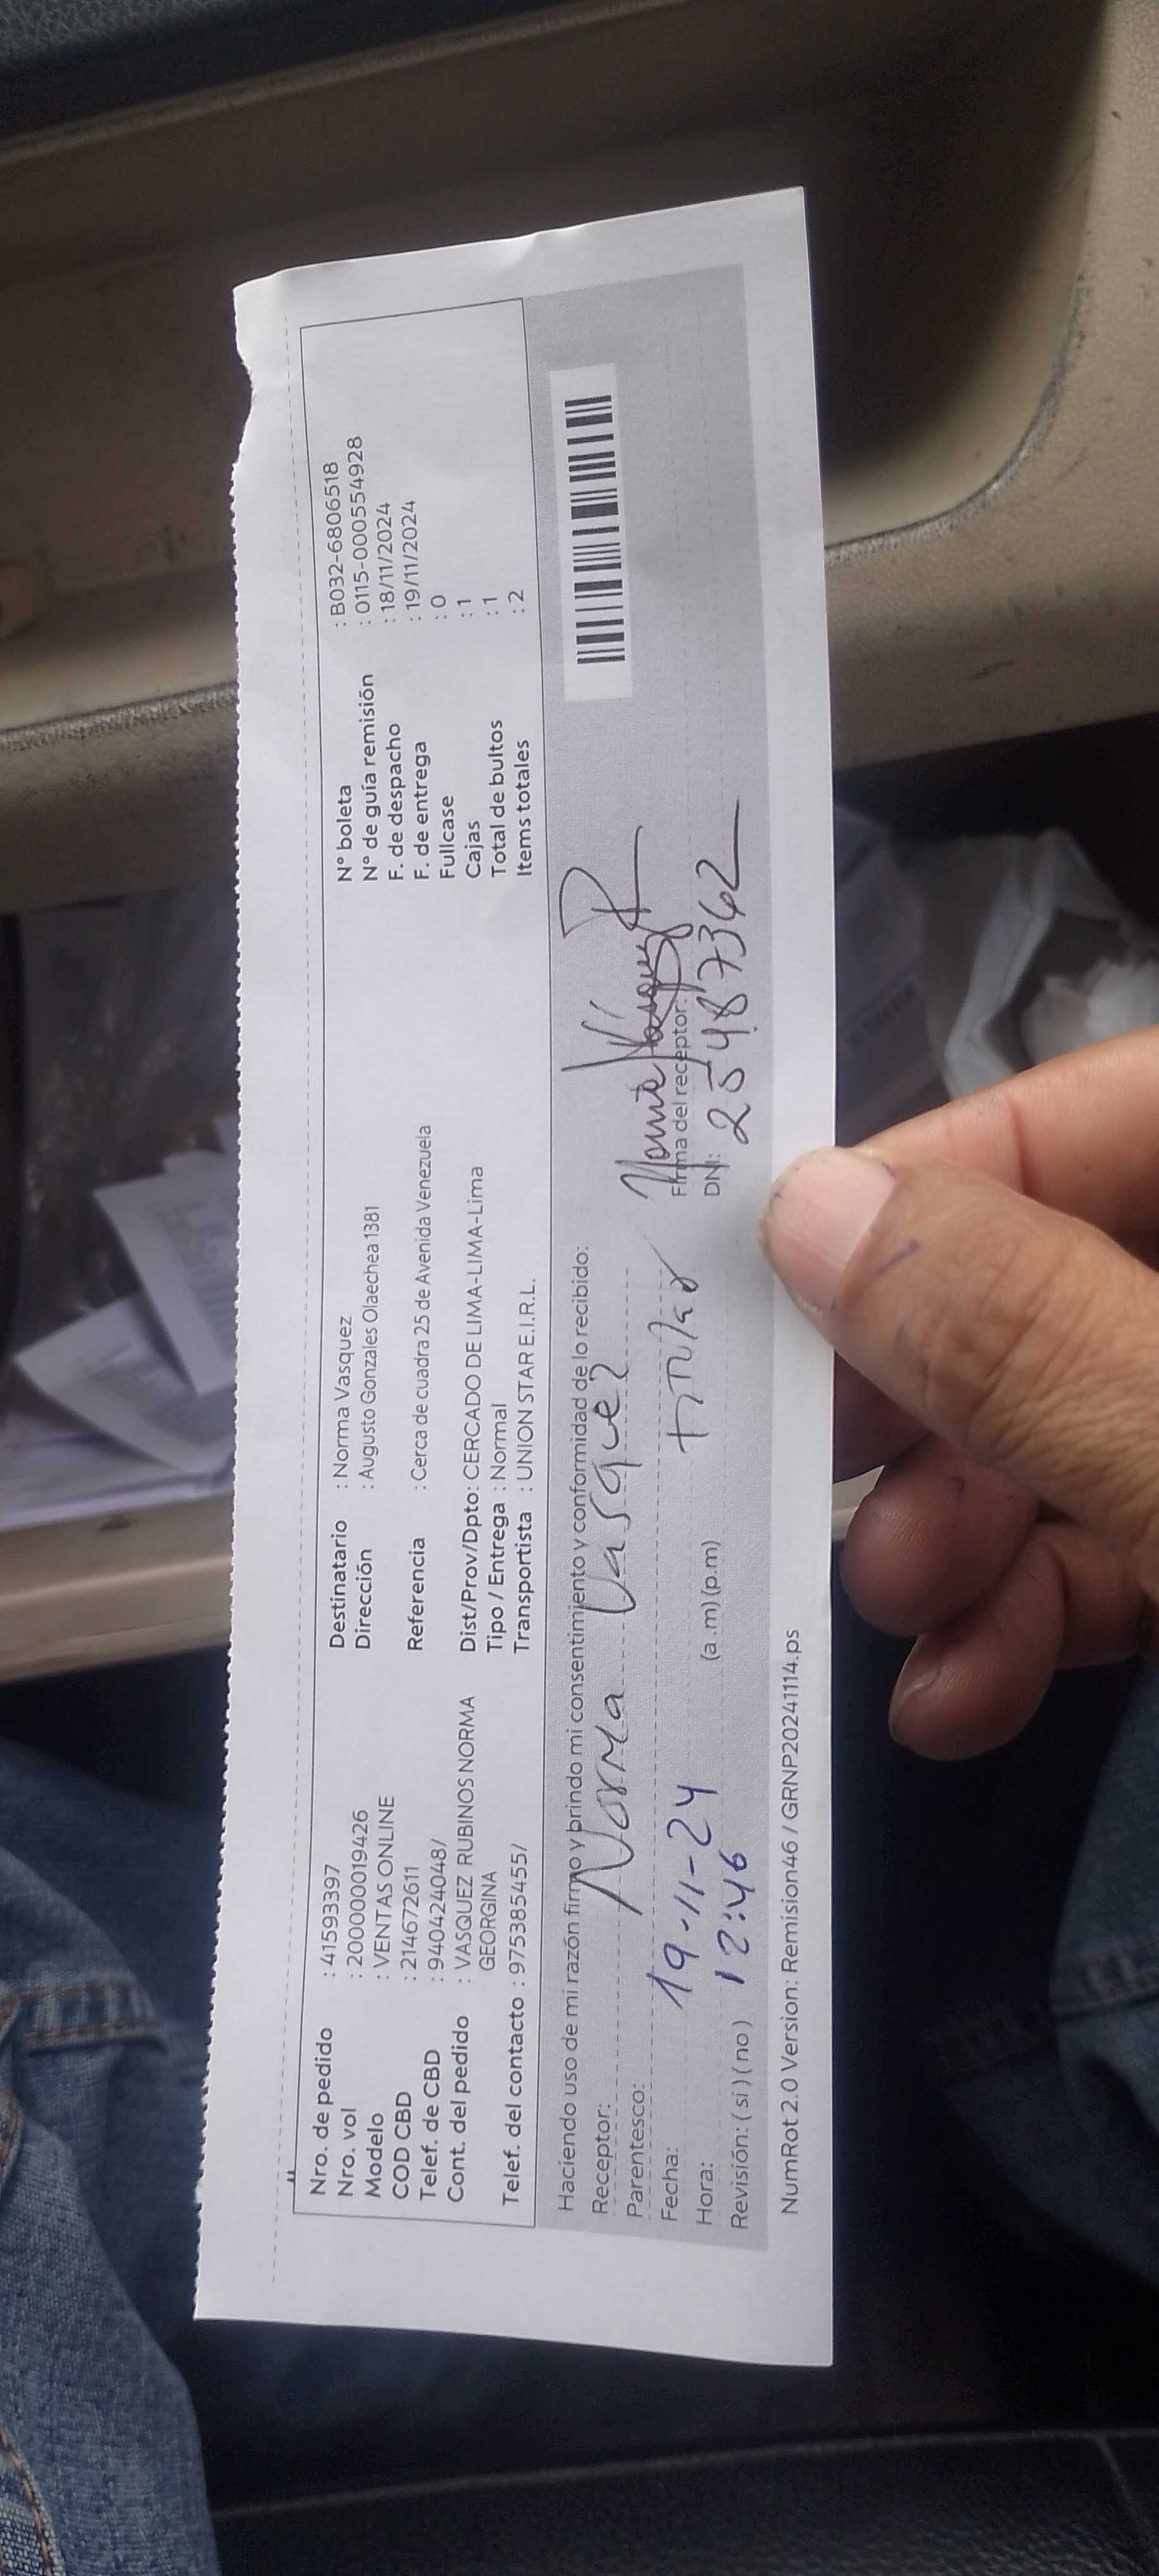 Nro. de pedido : 41593397
Nro. vol : 200000019426
Modelo : VENTAS ONLINE
COD CBD : 214672611
Telef. de CBD : 940424048/
Cont. del pedido : VASQUEZ RUBINOS NORMA
GEORGINA
Telef. del contacto : 975385455/
Destinatario : Norma Vasquez
Dirección : Augusto Gonzales Olaechea 1381
Referencia : Cerca de cuadra 25 de Avenida Venezuela
Dist/Prov/Dpto: CERCADO DE LIMA-LIMA-Lima
Tipo / Entrega : Normal
Transportista : UNION STAR E.I.R.L.
N° boleta : B032-6806518
N° de guía remisión : 0115-000554928
F. de despacho : 18/11/2024
F. de entrega : 19/11/2024
Fullcase : 0
Cajas : 1
Total de bultos : 1
Items totales : 2
Haciendo uso de mi razón firmo y brindo mi consentimiento y conformidad de lo recibido:
Receptor: Norma Vasquez
Parentesco: Titular
Fecha: 19-11-24
Hora: 12:46 (a.m) (p.m)
Revisión: ( si ) ( no )
Norma Vásquez R
Firma del receptor:
DNI: 25487362
NumRot 2.0 Version: Remision46 / GRNP20241114.ps